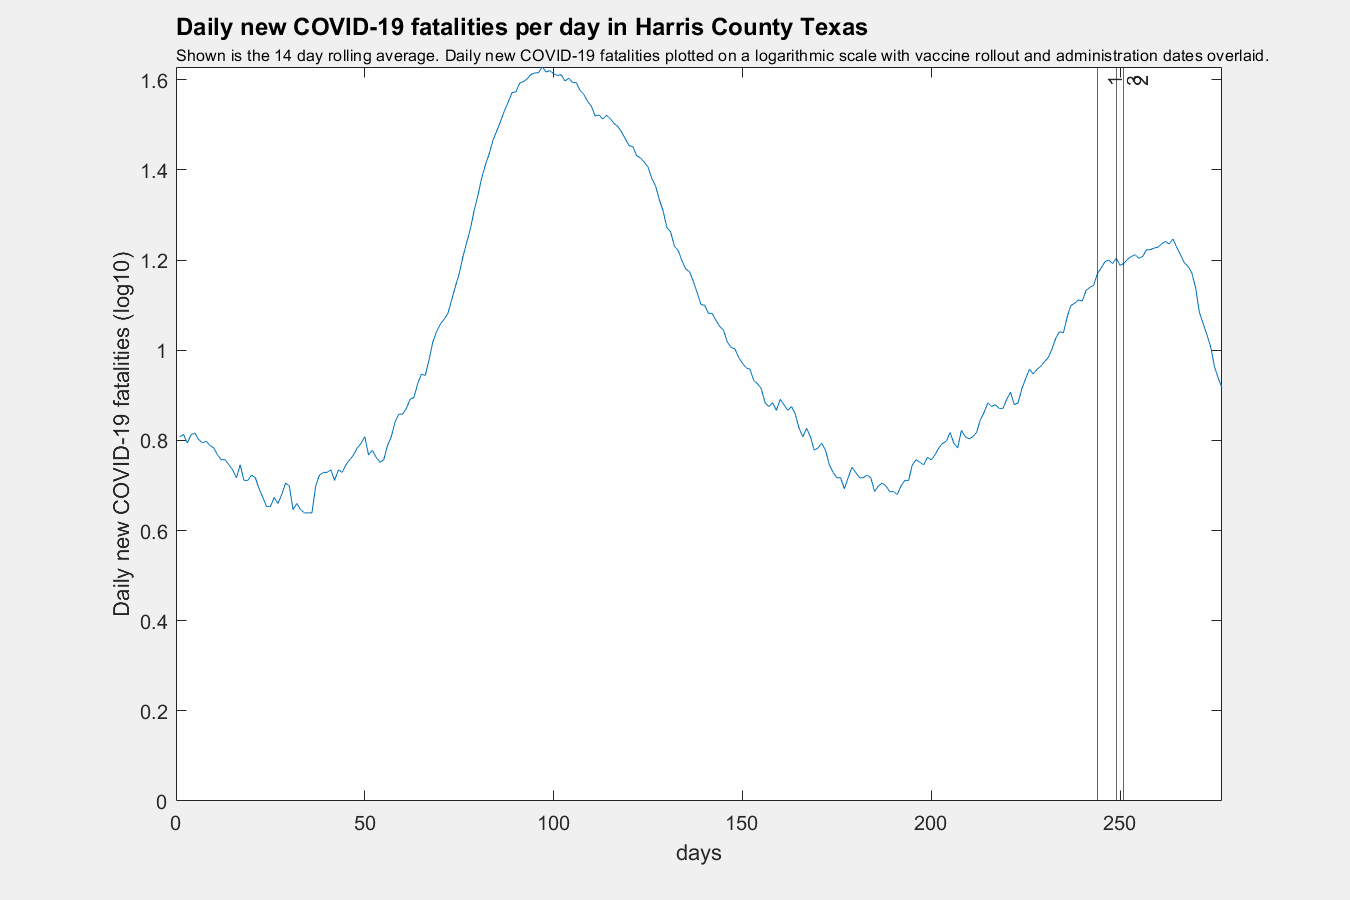 Daily new COVID-19 fatalities per day in Harris County Texas
Shown is the 14 day rolling average. Daily new COVID-19 fatalities plotted on a logarithmic scale with vaccine rollout and administration dates overlaid.
1
3
2
1.6
1.4
1.2
1
0.8
0.6
0.4
0.2
0
Daily new COVID-19 fatalities (log10)
0 50 100 150 200 250
days